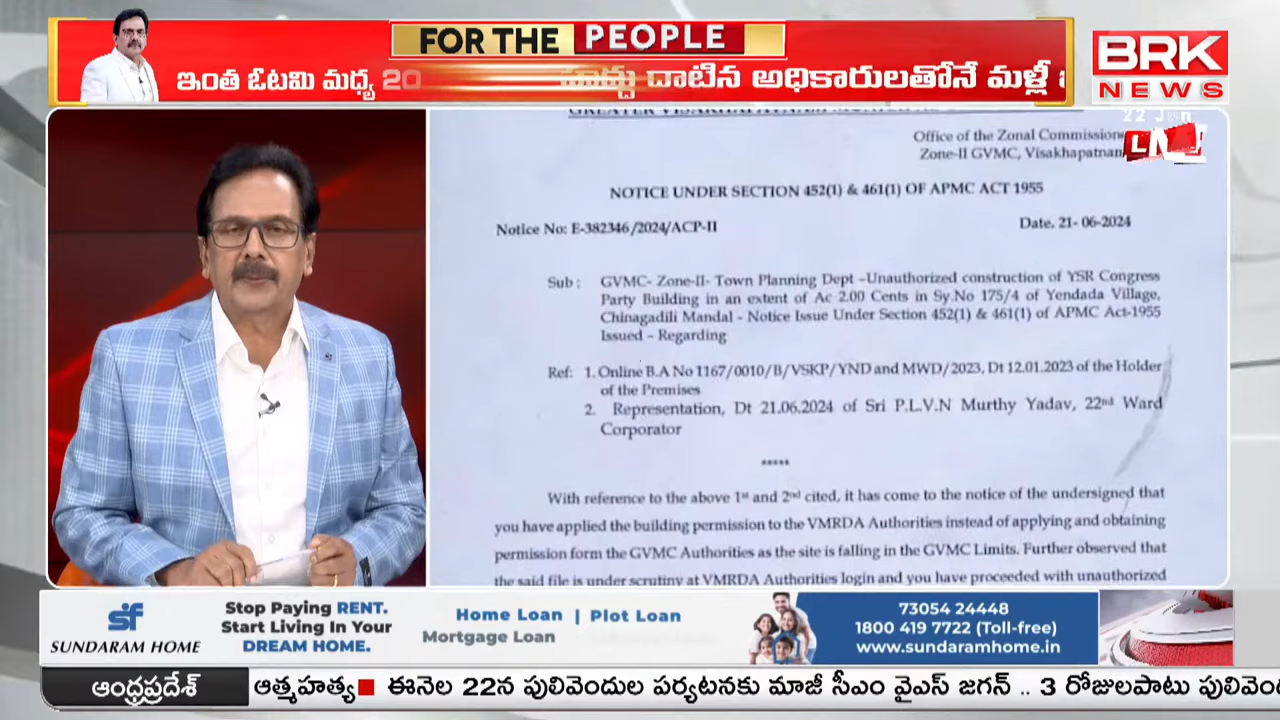 FOR THE PEOPLE
ఇంత ఓటమి మధ్య 20
హద్దు దాటిన అధికారులతోనే మళ్లీ
BRK
NEWS
Office of the Zonal
Zone-II GVMC,
NOTICE UNDER SECTION 452(1) & 461(1) OF APMC ACT 1955
Notice No: E-382346/2024/ACP-II
Date. 21- 06-2024
Sub : GVMC- Zone-II- Town Planning Dept -Unauthorized construction of YSR Congress
Party Building in an extent of Ac 2.00 Cents in Sy.No 175/4 of Yendada Village,
Chinagadili Mandal - Notice Issue Under Section 452(1) & 461(1) of APMC Act-1955
Issued - Regarding
Ref: 1. Online B.A No 1167/0010/B/VSKP/YND and MWD/2023, Dt 12.01.2023 of the Holder
of the Premises
2. Representation, Dt 21.06.2024 of Sri P.L.V.N Murthy Yadav, 22nd Ward
Corporator
*****
With reference to the above 1st and 2nd cited, it has come to the notice of the undersigned that
you have applied the building permission to the VMRDA Authorities instead of applying and obtaining
permission form the GVMC Authorities as the site is falling in the GVMC Limits. Further observed that
the said file is under scrutiny at VMRDA Authorities login and you have proceeded with unauthorized
sf
SUNDARAM HOME
Stop Paying RENT.
Start Living In Your
DREAM HOME.
Home Loan | Plot Loan
Mortgage Loan
73054 24448
1800 419 7722 (Toll-free)
www.sundaramhome.in
ఆంధ్రప్రదేశ్
ఆత్మహత్య ■ ఈనెల 22న పులివెందుల పర్యటనకు మాజీ సీఎం వైఎస్ జగన్ .. 3 రోజులపాటు